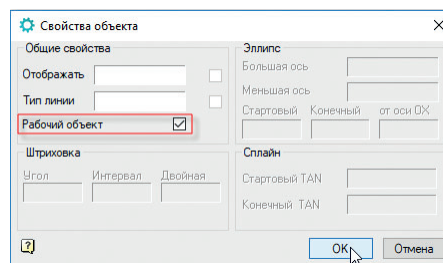 Свойства объекта
Общие свойства
Отображать
Тип линии
Рабочий объект
Эллипс
Большая ось
Меньшая ось
Стартовый Конечный от оси OX
Штриховка
Угол Интервал Двойная
Сплайн
Стартовый TAN
Конечный TAN
?
OK Отмена